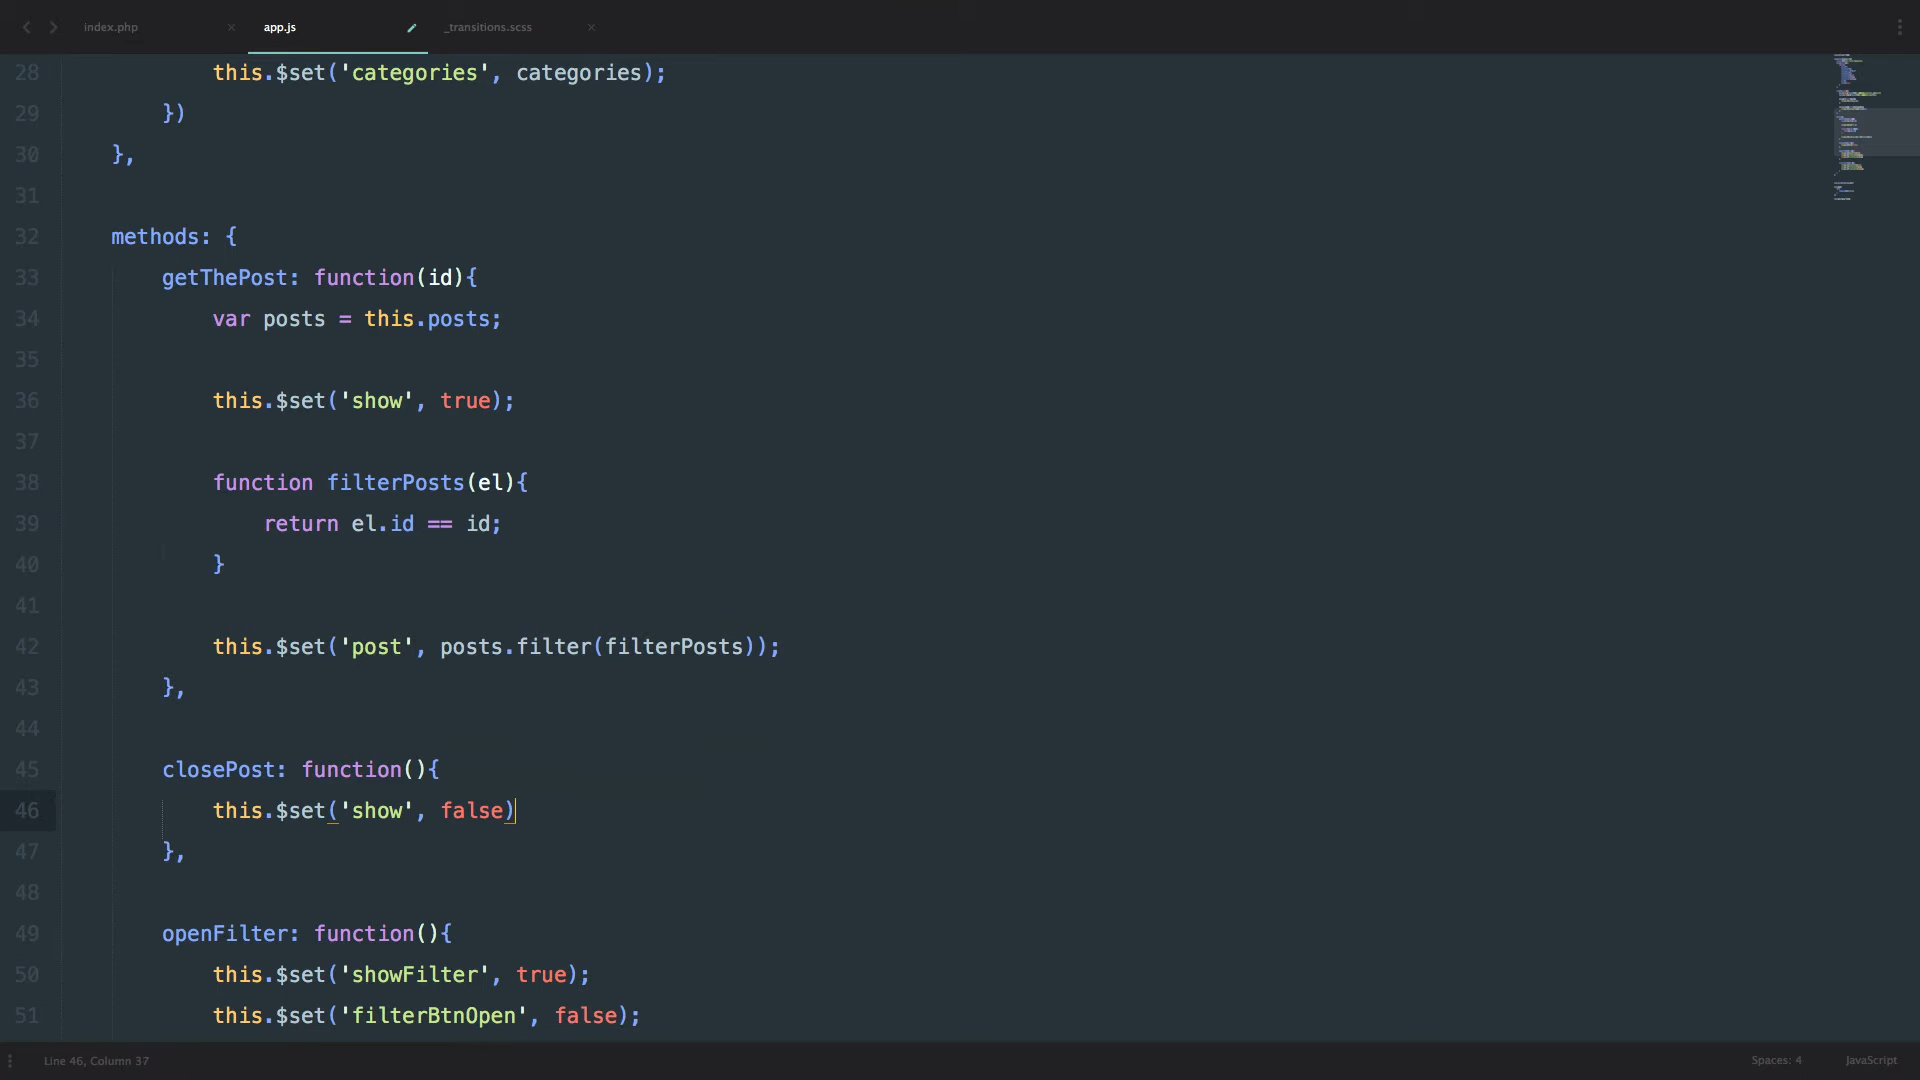 index.php × app.js _transitions.scss ×
28 this.$set('categories', categories);
29 })
30 },
31
32 methods: {
33 getThePost: function(id){
34 var posts = this.posts;
35
36 this.$set('show', true);
37
38 function filterPosts(el){
39 return el.id == id;
40 }
41
42 this.$set('post', posts.filter(filterPosts));
43 },
44
45 closePost: function(){
46 this.$set('show', false)
47 },
48
49 openFilter: function(){
50 this.$set('showFilter', true);
51 this.$set('filterBtnOpen', false);
Line 46, Column 37 Spaces: 4 JavaScript